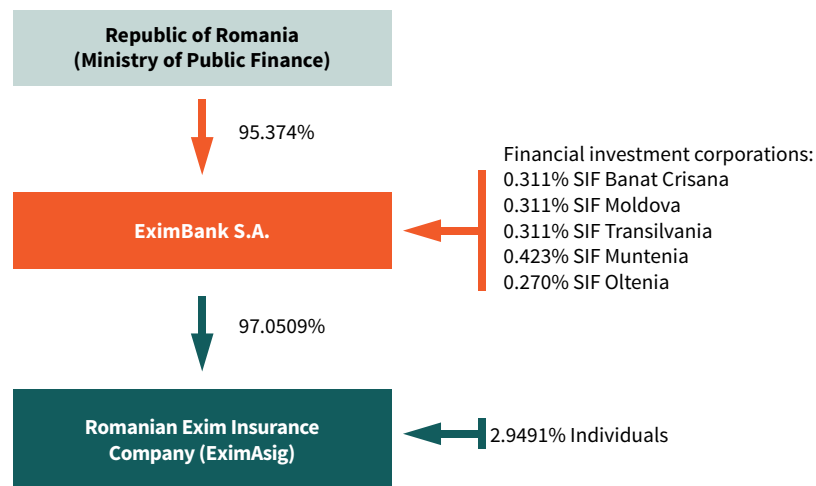 Republic of Romania
(Ministry of Public Finance)
95.374%
Financial investment corporations:
0.311% SIF Banat Crisana
0.311% SIF Moldova
0.311% SIF Transilvania
0.423% SIF Muntenia
0.270% SIF Oltenia
EximBank S.A.
97.0509%
Romanian Exim Insurance
Company (EximAsig)
2.9491% Individuals